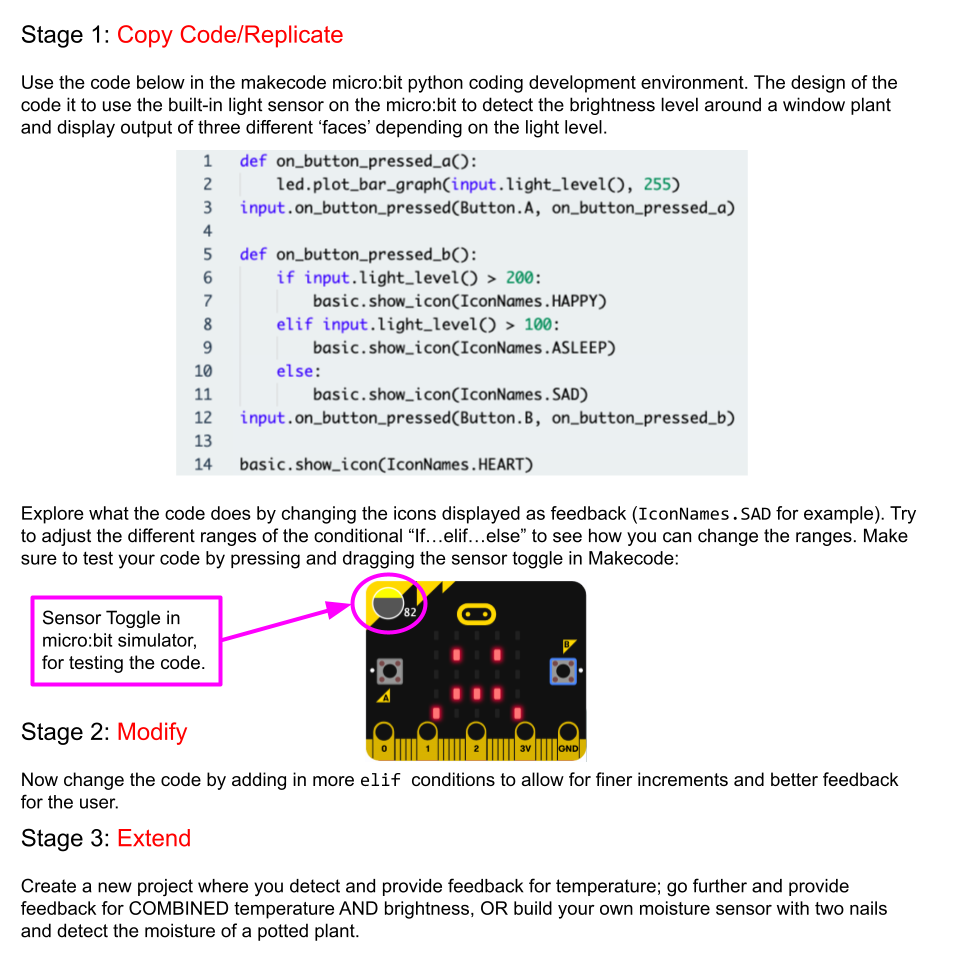 Stage 1: Copy Code/Replicate
Use the code below in the makecode micro:bit python coding development environment. The design of the
code it to use the built-in light sensor on the micro:bit to detect the brightness level around a window plant
and display output of three different ‘faces’ depending on the light level.
1 def on_button_pressed_a():
2 led.plot_bar_graph(input.light_level(), 255)
3 input.on_button_pressed(Button.A, on_button_pressed_a)
4
5 def on_button_pressed_b():
6 if input.light_level() > 200:
7 basic.show_icon(IconNames.HAPPY)
8 elif input.light_level() > 100:
9 basic.show_icon(IconNames.ASLEEP)
10 else:
11 basic.show_icon(IconNames.SAD)
12 input.on_button_pressed(Button.B, on_button_pressed_b)
13
14 basic.show_icon(IconNames.HEART)
Explore what the code does by changing the icons displayed as feedback (IconNames.SAD for example). Try
to adjust the different ranges of the conditional “If…elif…else” to see how you can change the ranges. Make
sure to test your code by pressing and dragging the sensor toggle in Makecode:
Sensor Toggle in
micro:bit simulator,
for testing the code.
82
B
A
0 1 2 3V GND
Stage 2: Modify
Now change the code by adding in more elif conditions to allow for finer increments and better feedback
for the user.
Stage 3: Extend
Create a new project where you detect and provide feedback for temperature; go further and provide
feedback for COMBINED temperature AND brightness, OR build your own moisture sensor with two nails
and detect the moisture of a potted plant.